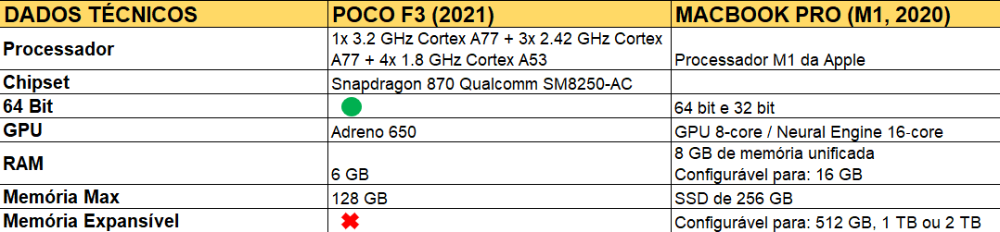 DADOS TÉCNICOS POCO F3 (2021) MACBOOK PRO (M1, 2020)
Processador 1x 3.2 GHz Cortex A77 + 3x 2.42 GHz Cortex
A77 + 4x 1.8 GHz Cortex A53 Processador M1 da Apple
Chipset Snapdragon 870 Qualcomm SM8250-AC
64 Bit 64 bit e 32 bit
GPU Adreno 650 GPU 8-core / Neural Engine 16-core
RAM 6 GB 8 GB de memória unificada
Configurável para: 16 GB
Memória Max 128 GB SSD de 256 GB
Memória Expansível Configurável para: 512 GB, 1 TB ou 2 TB